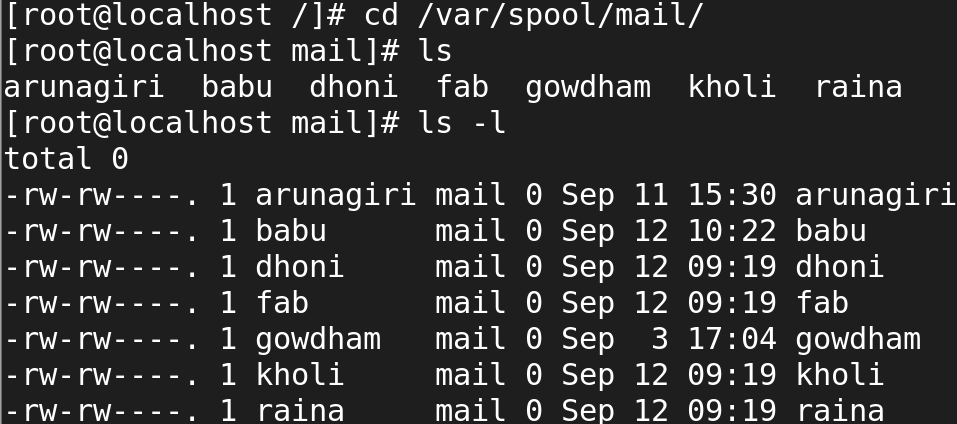 [root@localhost /]# cd /var/spool/mail/
[root@localhost mail]# ls
arunagiri  babu  dhoni  fab  gowdham  kholi  raina
[root@localhost mail]# ls -l
total 0
-rw-rw----. 1 arunagiri mail 0 Sep 11 15:30 arunagiri
-rw-rw----. 1 babu      mail 0 Sep 12 10:22 babu
-rw-rw----. 1 dhoni     mail 0 Sep 12 09:19 dhoni
-rw-rw----. 1 fab       mail 0 Sep 12 09:19 fab
-rw-rw----. 1 gowdham   mail 0 Sep  3 17:04 gowdham
-rw-rw----. 1 kholi     mail 0 Sep 12 09:19 kholi
-rw-rw----. 1 raina     mail 0 Sep 12 09:19 raina